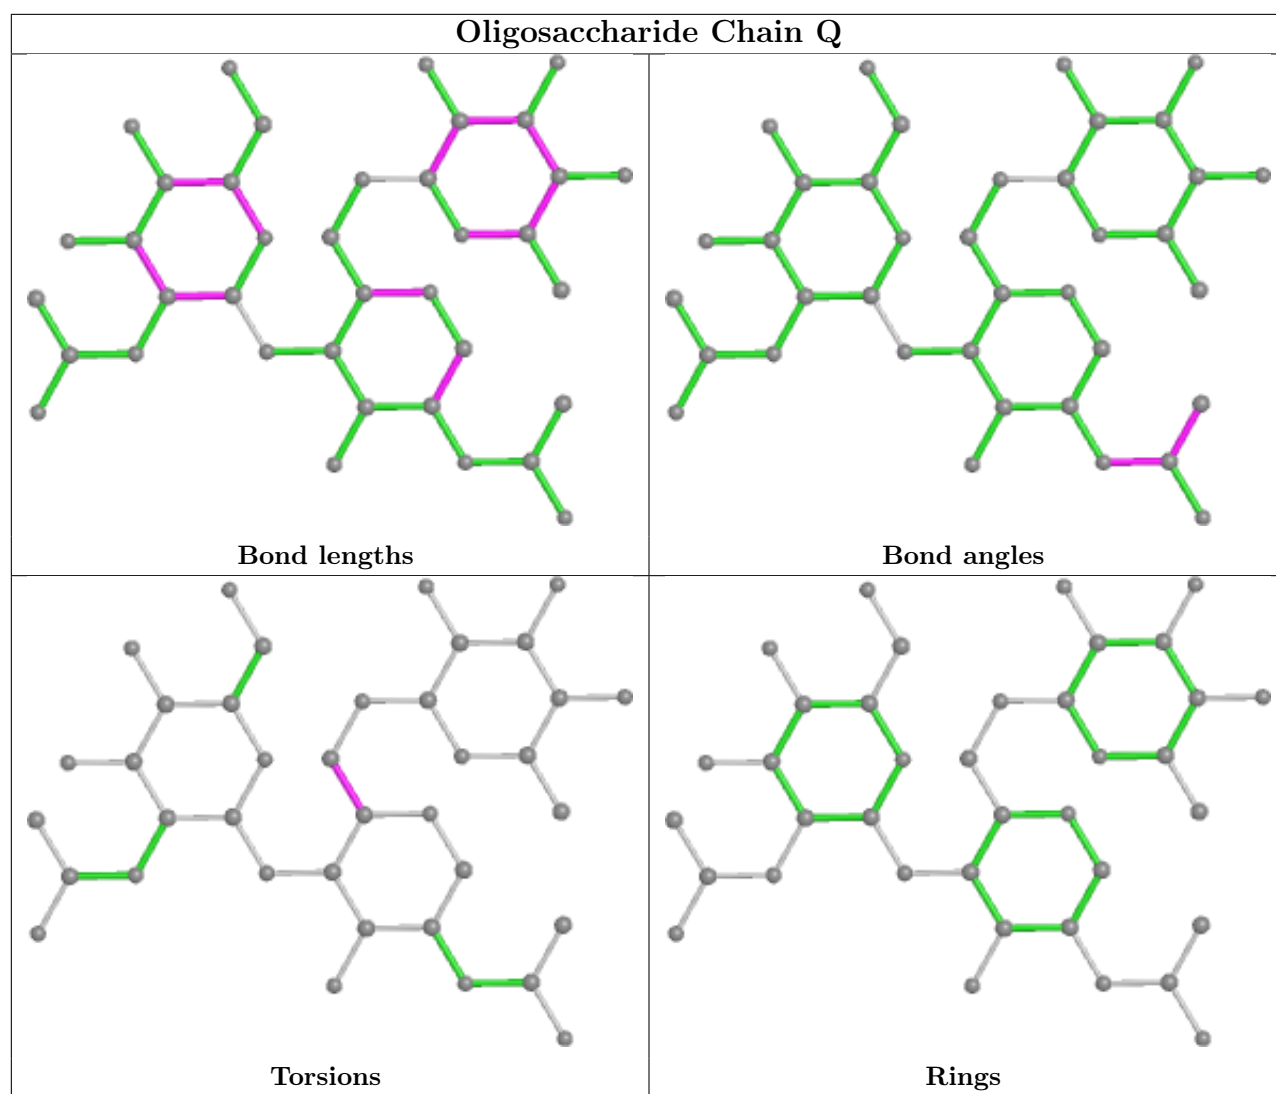 Oligosaccharide Chain Q
Bond lengths
Bond angles
Torsions
Rings